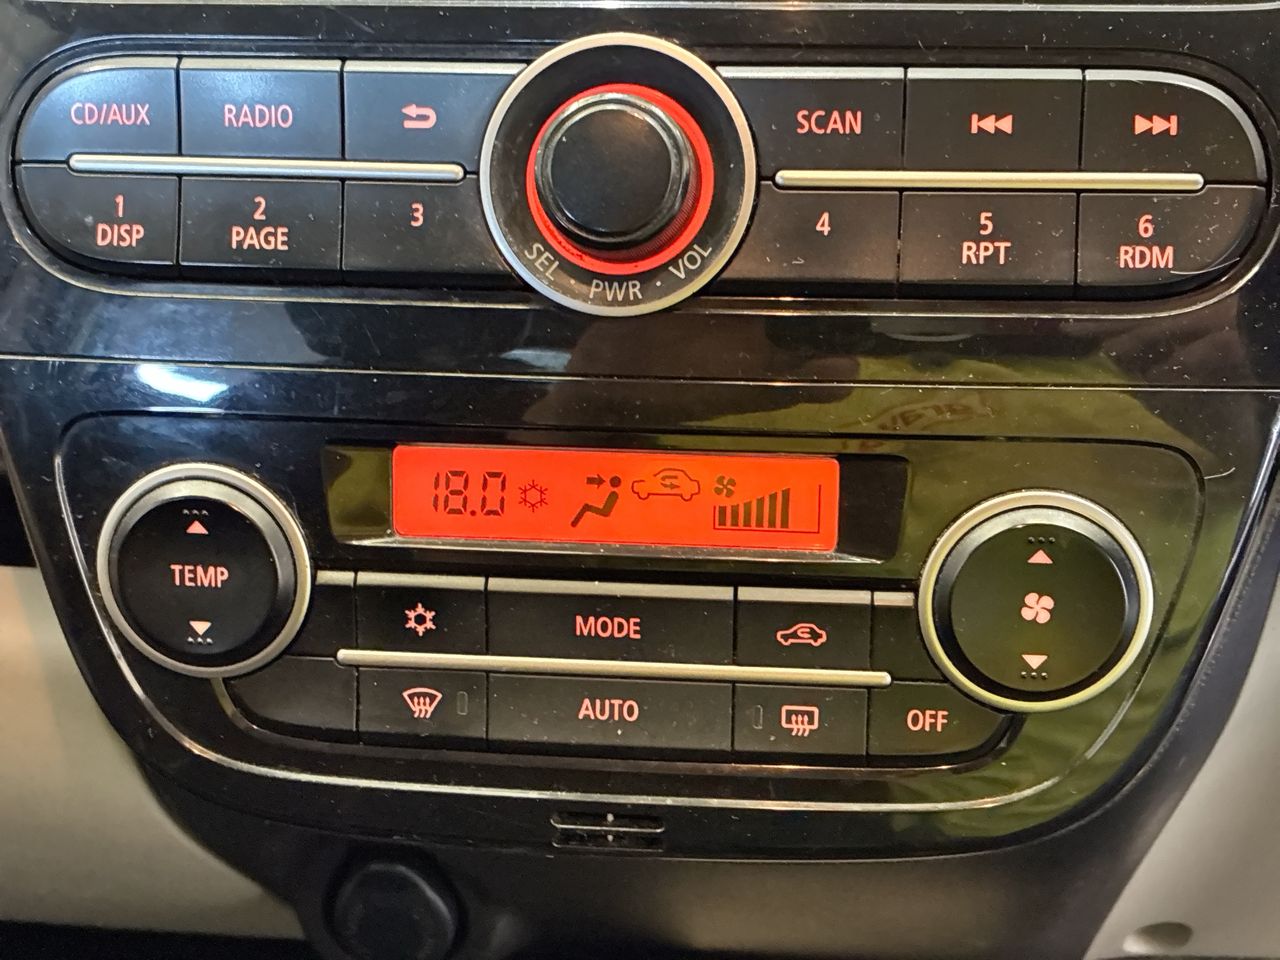 CD/AUX RADIO SCAN
1 2 3 4 5 6
DISP PAGE RPT RDM
SEL · PWR · VOL
18.0
TEMP
MODE
AUTO OFF